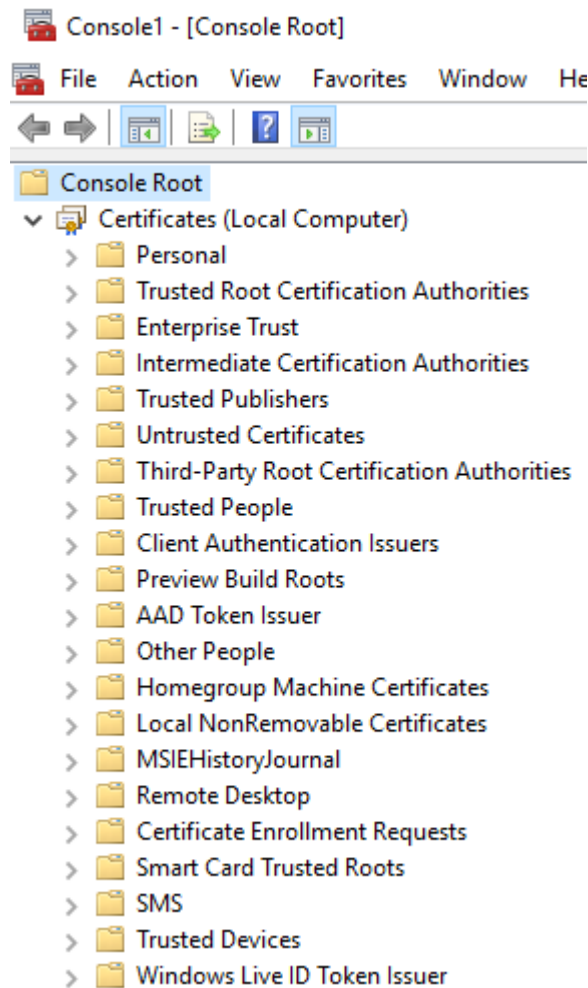 Console1 - [Console Root]
File Action View Favorites Window He
Console Root
Certificates (Local Computer)
Personal
Trusted Root Certification Authorities
Enterprise Trust
Intermediate Certification Authorities
Trusted Publishers
Untrusted Certificates
Third-Party Root Certification Authorities
Trusted People
Client Authentication Issuers
Preview Build Roots
AAD Token Issuer
Other People
Homegroup Machine Certificates
Local NonRemovable Certificates
MSIEHistoryJournal
Remote Desktop
Certificate Enrollment Requests
Smart Card Trusted Roots
SMS
Trusted Devices
Windows Live ID Token Issuer